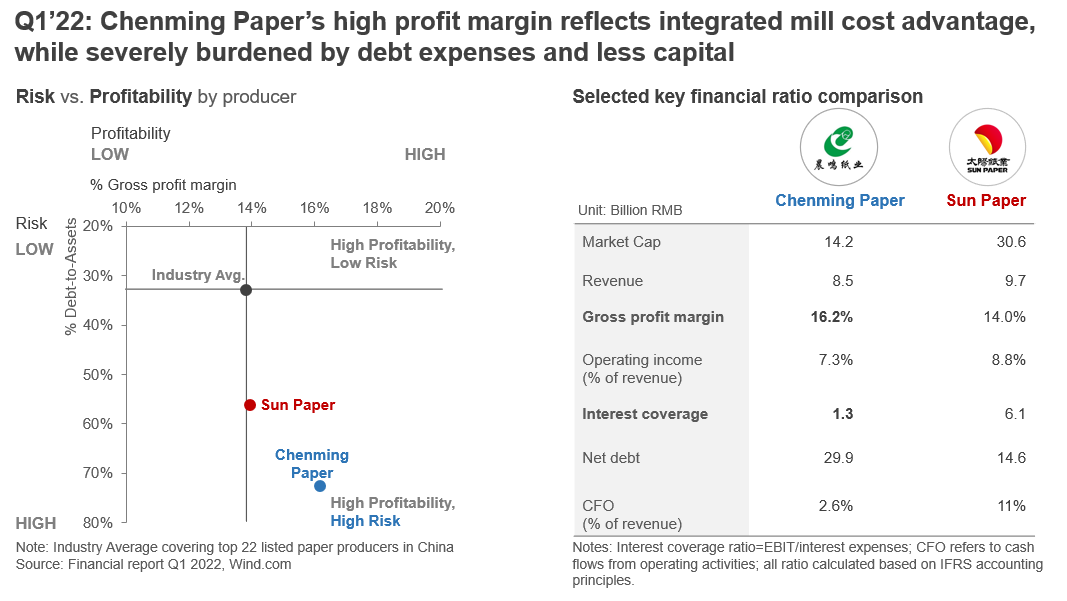 Q1’22: Chenming Paper’s high profit margin reflects integrated mill cost advantage,
while severely burdened by debt expenses and less capital
Risk vs. Profitability by producer
Profitability
LOW HIGH
% Gross profit margin
10% 12% 14% 16% 18% 20%
Risk
LOW
% Debt-to-Assets
20%
30%
40%
50%
60%
70%
80%
HIGH
High Profitability,
Low Risk
Industry Avg.
Sun Paper
Chenming
Paper
High Profitability,
High Risk
Note: Industry Average covering top 22 listed paper producers in China
Source: Financial report Q1 2022, Wind.com
Selected key financial ratio comparison
晨鸣纸业
太陽紙業
SUN PAPER
Unit: Billion RMB Chenming Paper Sun Paper
Market Cap 14.2 30.6
Revenue 8.5 9.7
Gross profit margin 16.2% 14.0%
Operating income 7.3% 8.8%
(% of revenue)
Interest coverage 1.3 6.1
Net debt 29.9 14.6
CFO 2.6% 11%
(% of revenue)
Notes: Interest coverage ratio=EBIT/interest expenses; CFO refers to cash
flows from operating activities; all ratio calculated based on IFRS accounting
principles.